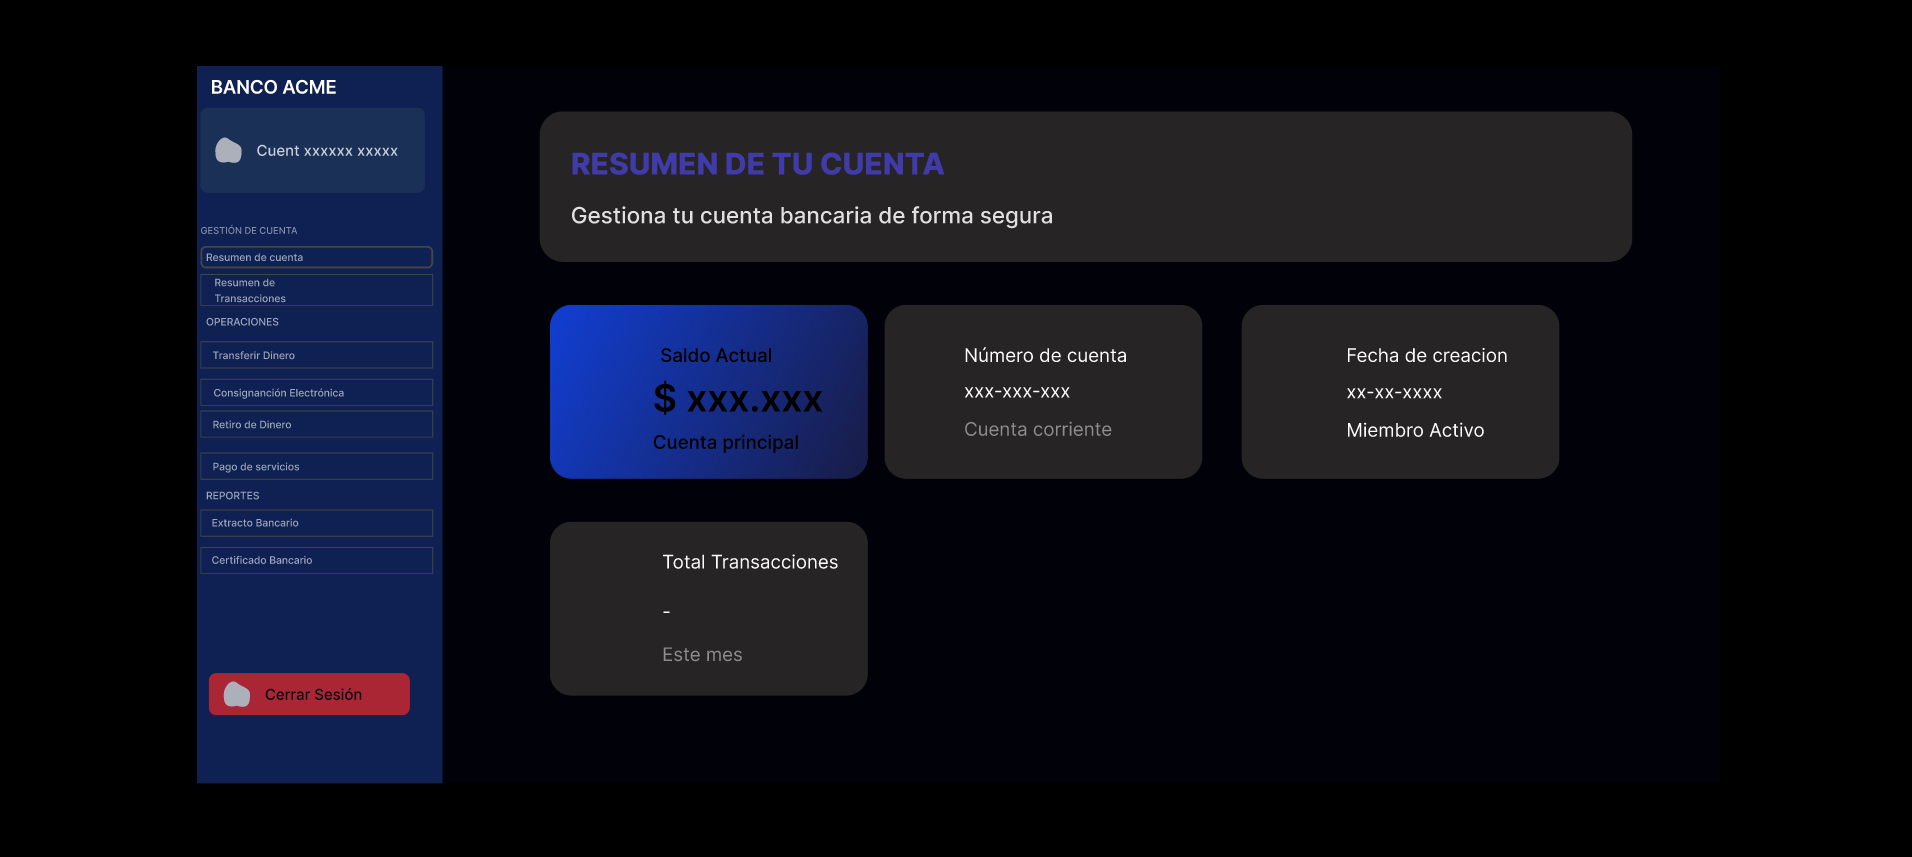 BANCO ACME
Cuent xxxxxx xxxxx
GESTIÓN DE CUENTA
Resumen de cuenta
Resumen de
Transacciones
OPERACIONES
Transferir Dinero
Consignanción Electrónica
Retiro de Dinero
Pago de servicios
REPORTES
Extracto Bancario
Certificado Bancario
Cerrar Sesión
RESUMEN DE TU CUENTA
Gestiona tu cuenta bancaria de forma segura
Saldo Actual
$ xxx.xxx
Cuenta principal
Número de cuenta
xxx-xxx-xxx
Cuenta corriente
Fecha de creacion
xx-xx-xxxx
Miembro Activo
Total Transacciones
-
Este mes